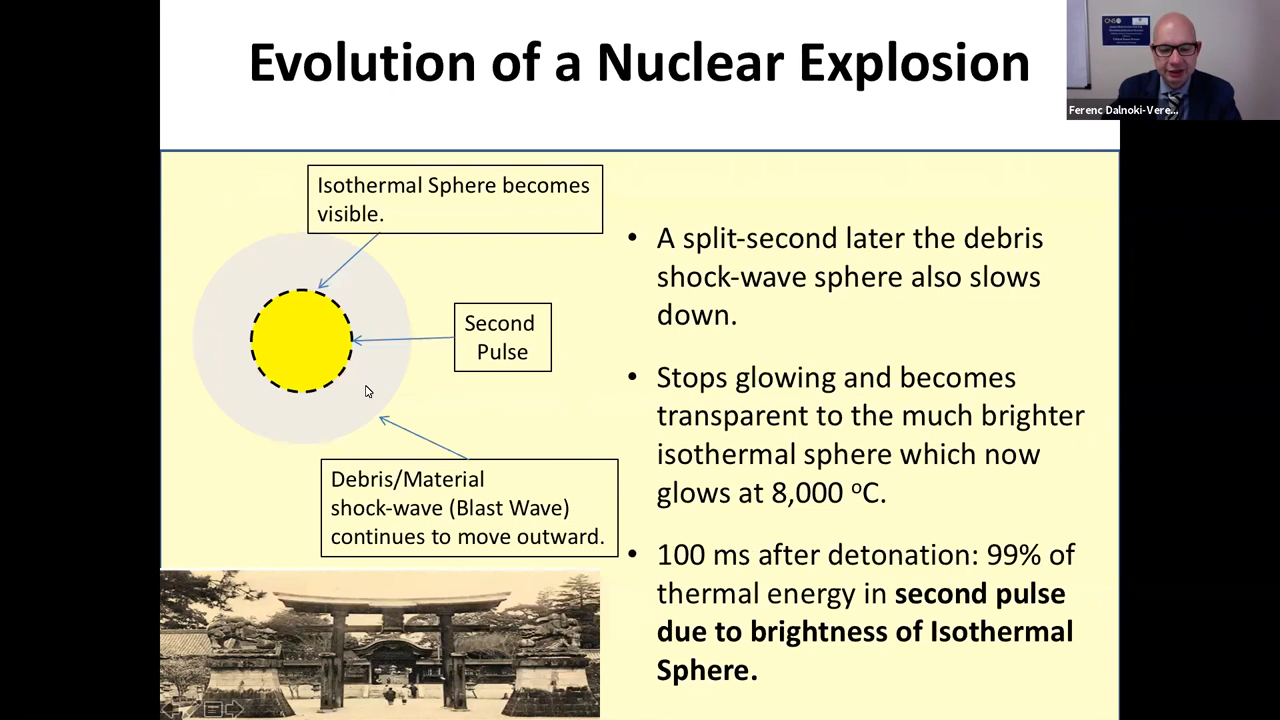 Evolution of a Nuclear Explosion
CNS
Ferenc Dalnoki-Vere...
Isothermal Sphere becomes
visible.
Second
Pulse
Debris/Material
shock-wave (Blast Wave)
continues to move outward.
• A split-second later the debris
shock-wave sphere also slows
down.
• Stops glowing and becomes
transparent to the much brighter
isothermal sphere which now
glows at 8,000 ºC.
• 100 ms after detonation: 99% of
thermal energy in second pulse
due to brightness of Isothermal
Sphere.